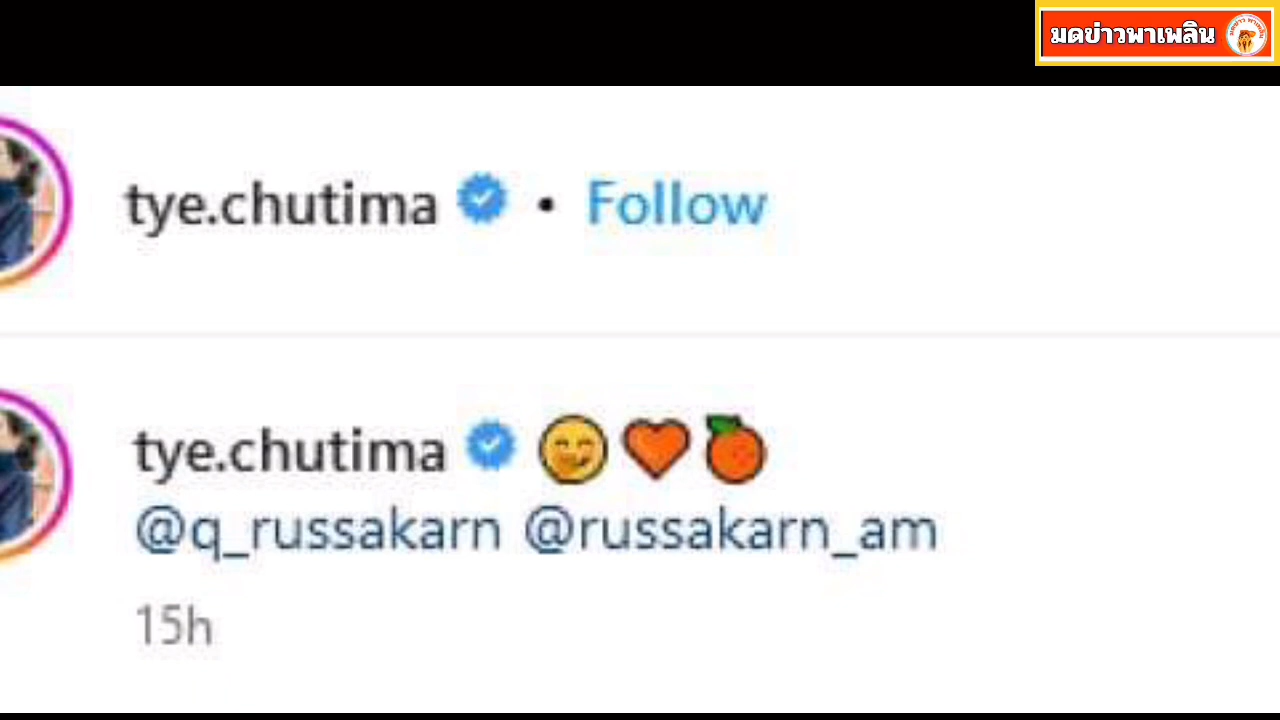 มดข่าวพาเพลิน
tye.chutima • Follow
tye.chutima 😋🧡🍊
@q_russakarn @russakarn_am
15h